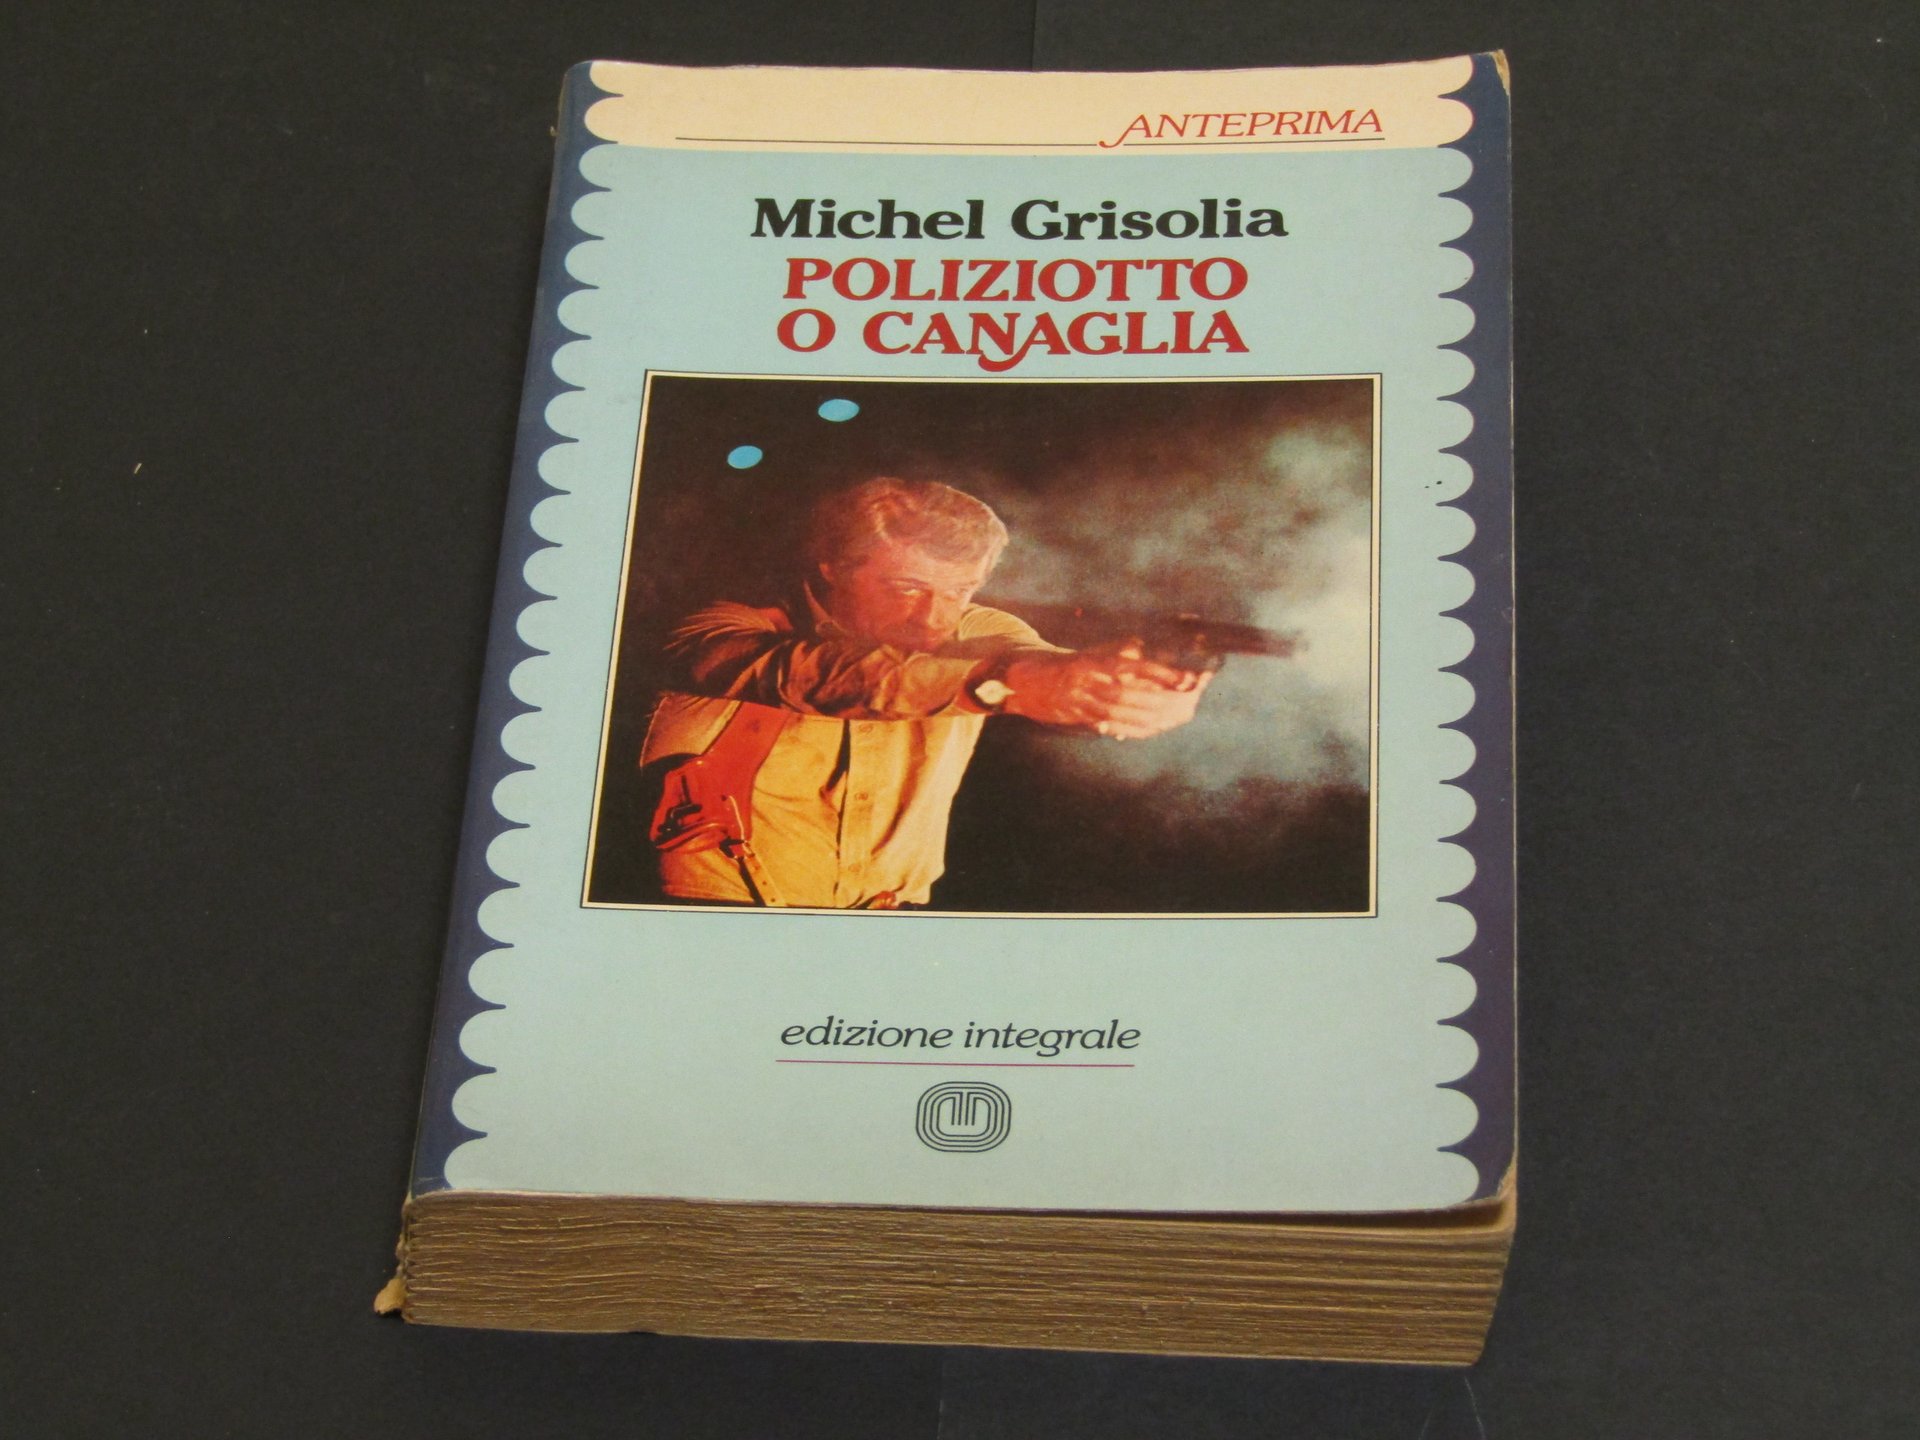 ANTEPRIMA
Michel Grisolia
POLIZIOTTO
O CANAGLIA
edizione integrale